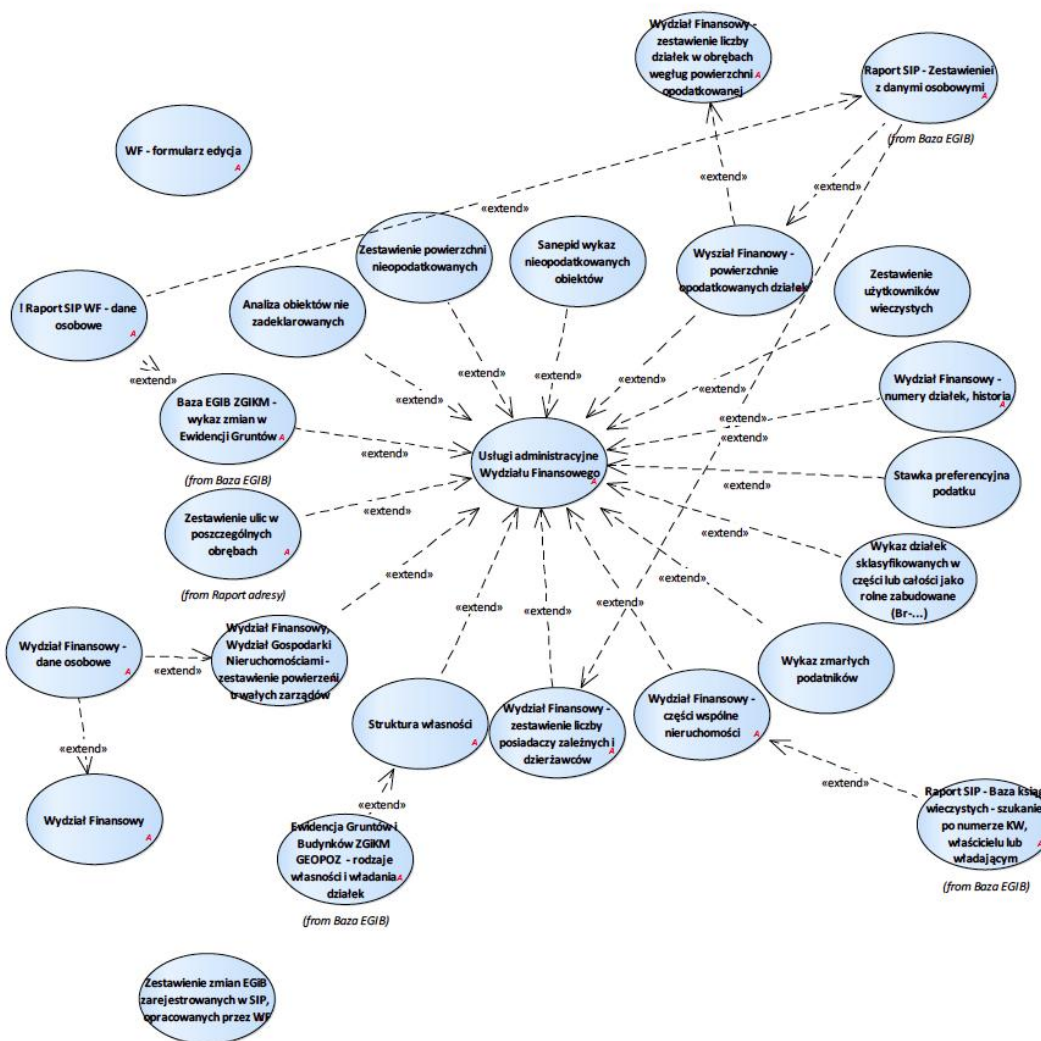 Wydział Finansowy -
zestawienie liczby
działek w obrębach
wegług powierzchni
opodatkowanej
A
Raport SIP - Zestawieniei
z danymi osobowymi
A
(from Baza EGIB)
WF - formularz edycja
A
«extend»
«extend»
«extend»
«extend»
Zestawienie powierzchni
nieopodatkowanych
Sanepid wykaz
nieopodatkowanych
obiektów
Wyszial Finanowy -
powierzchnie
opodatkowanych działek
A
Zestawienie
użytkowników
wieczystych
! Raport SIP WF - dane
osobowe
A
Analiza obiektów nie
zadeklarowanych
«extend»
«extend»
«extend»
«extend»
«extend»
«extend»
Baza EGIB ZGIKM -
wykaz zmian w
Ewidencji Gruntów
A
(from Baza EGIB)
Wydział Finansowy -
numery działek, historia
A
«extend»
«extend»
Usługi administracyjne
Wydziału Finansowego
A
Stawka preferencyjna
podatku
«extend»
Zestawienie ulic w
poszczególnych
obrębach
A
(from Raport adresy)
«extend»
«extend»
Wykaz działek
sklasyfikowanych w
części lub całości jako
rolne zabudowane
(Br-...)
«extend»
«extend»
«extend»
«extend»
«extend»
Wydział Finansowy -
dane osobowe
A
«extend»
Wydział Finansowy,
Wydział Gospodarki
Nieruchomościami -
zestawienie powierzeń
trwałych zarządów
Wykaz zmarłych
podatników
Struktura własności
A
Wydział Finansowy -
zestawienie liczby
posiadaczy zależnych i
dzierżawców
A
Wydział Finansowy -
części wspólne
nieruchomości
A
«extend»
Wydział Finansowy
A
«extend»
«extend»
Ewidencja Gruntów i
Budynków ZGiKM
GEOPOZ - rodzaje
własności i władania
działek
A
(from Baza EGIB)
Raport SIP - Baza ksiąg
wieczystych - szukanie
po numerze KW,
właścicielu lub
władającym
A
(from Baza EGIB)
Zestawienie zmian EGiB
zarejestrowanych w SIP,
opracowanych przez WF